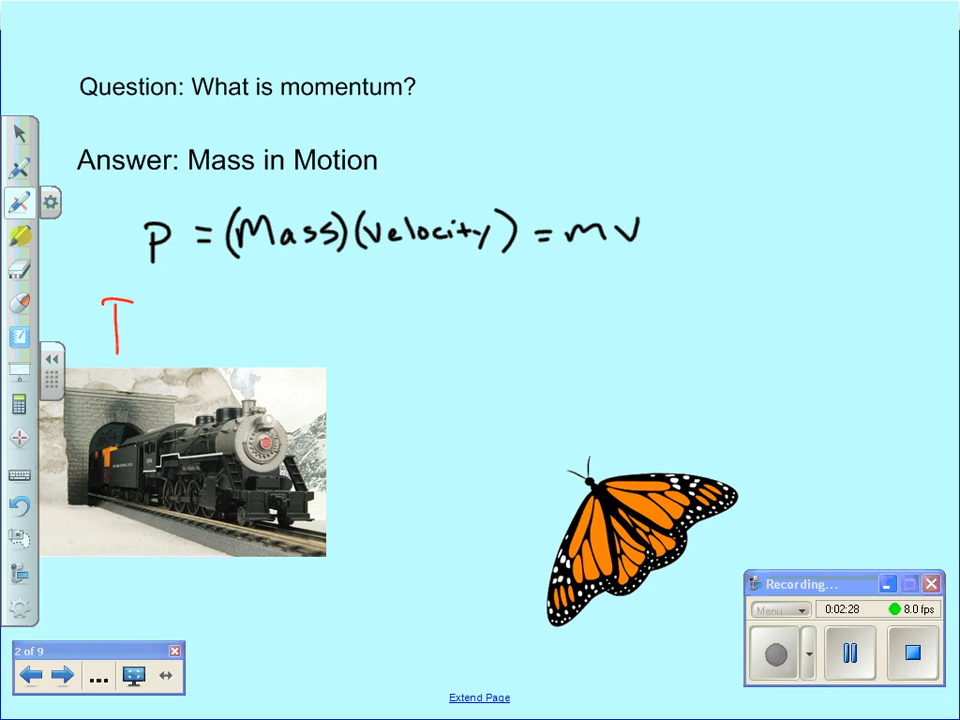 Question: What is momentum?
Answer: Mass in Motion
p = (Mass)(velocity) = mv
T
Recording...
Menu
0:02:28
8.0 fps
2 of 9
...
Extend Page